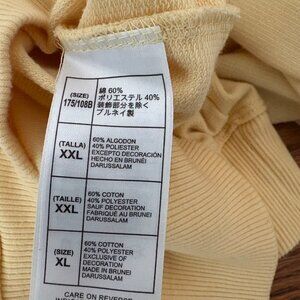 (SIZE)
175/108B
綿 60%
ポリエステル 40%
装飾部分を除く
ブルネイ製
(TALLA)
XXL
60% ALGODON
40% POLIESTER
EXCEPTO DECORACIÓN
HECHO EN BRUNÉI
DARUSSALAM
(TAILLE)
XXL
60% COTON
40% POLYESTER
SAUF DECORATION
FABRIQUÉ AU BRUNEI
DARUSSALAM
(SIZE)
XL
60% COTTON
40% POLYESTER
EXCLUSIVE OF
DECORATION
MADE IN BRUNEI
DARUSSALAM
CARE ON REVERSE